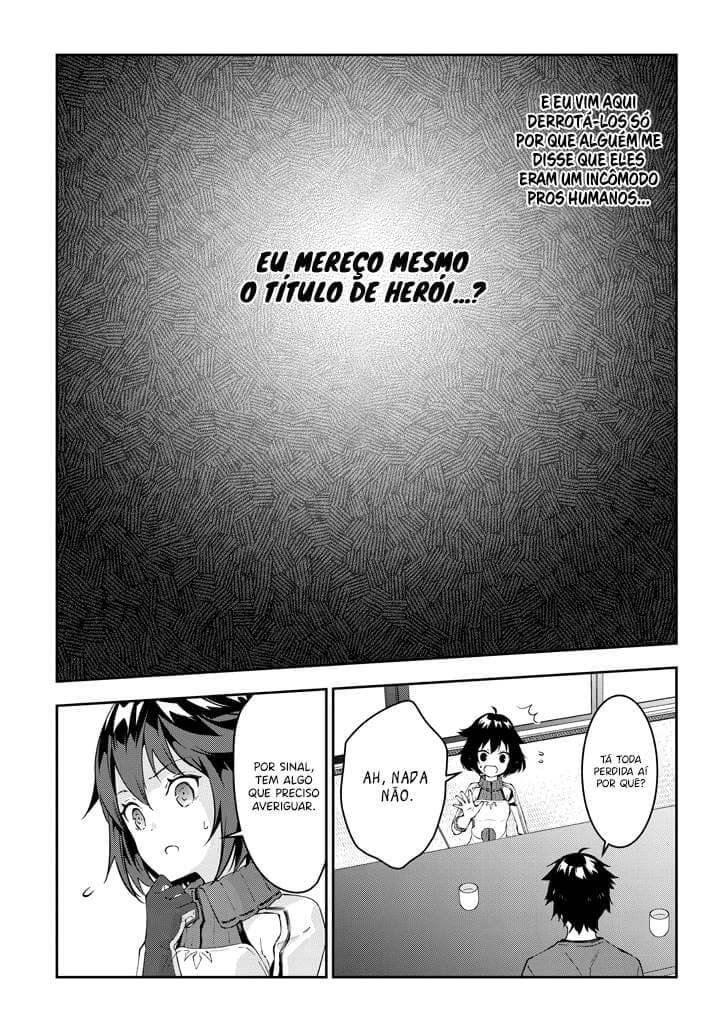 E EU VIM AQUI
DERROTÁ-LOS SÓ
POR QUE ALGUÉM ME
DISSE QUE ELES
ERAM UM INCÔMODO
PROS HUMANOS...
EU MEREÇO MESMO
O TÍTULO DE HERÓI...?
TÁ TODA
PERDIDA AÍ
POR QUÊ?
AH, NADA
NÃO.
POR SINAL,
TEM ALGO
QUE PRECISO
AVERIGUAR.